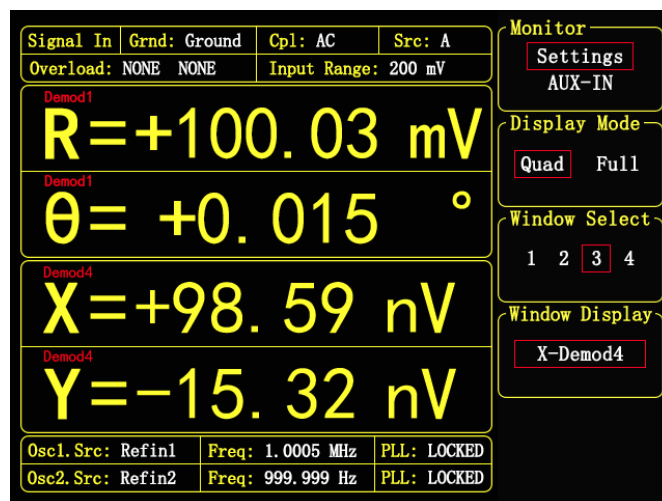 Signal In Grnd: Ground Cpl: AC Src: A
Overload: NONE NONE Input Range: 200 mV
Demod1
R=+100.03 mV
Demod1
θ= +0.015 °
Demod4
X=+98.59 nV
Demod4
Y=-15.32 nV
Osc1.Src: Refin1 Freq: 1.0005 MHz PLL: LOCKED
Osc2.Src: Refin2 Freq: 999.999 Hz PLL: LOCKED
Monitor
Settings
AUX-IN
Display Mode
Quad Full
Window Select
1 2 3 4
Window Display
X-Demod4